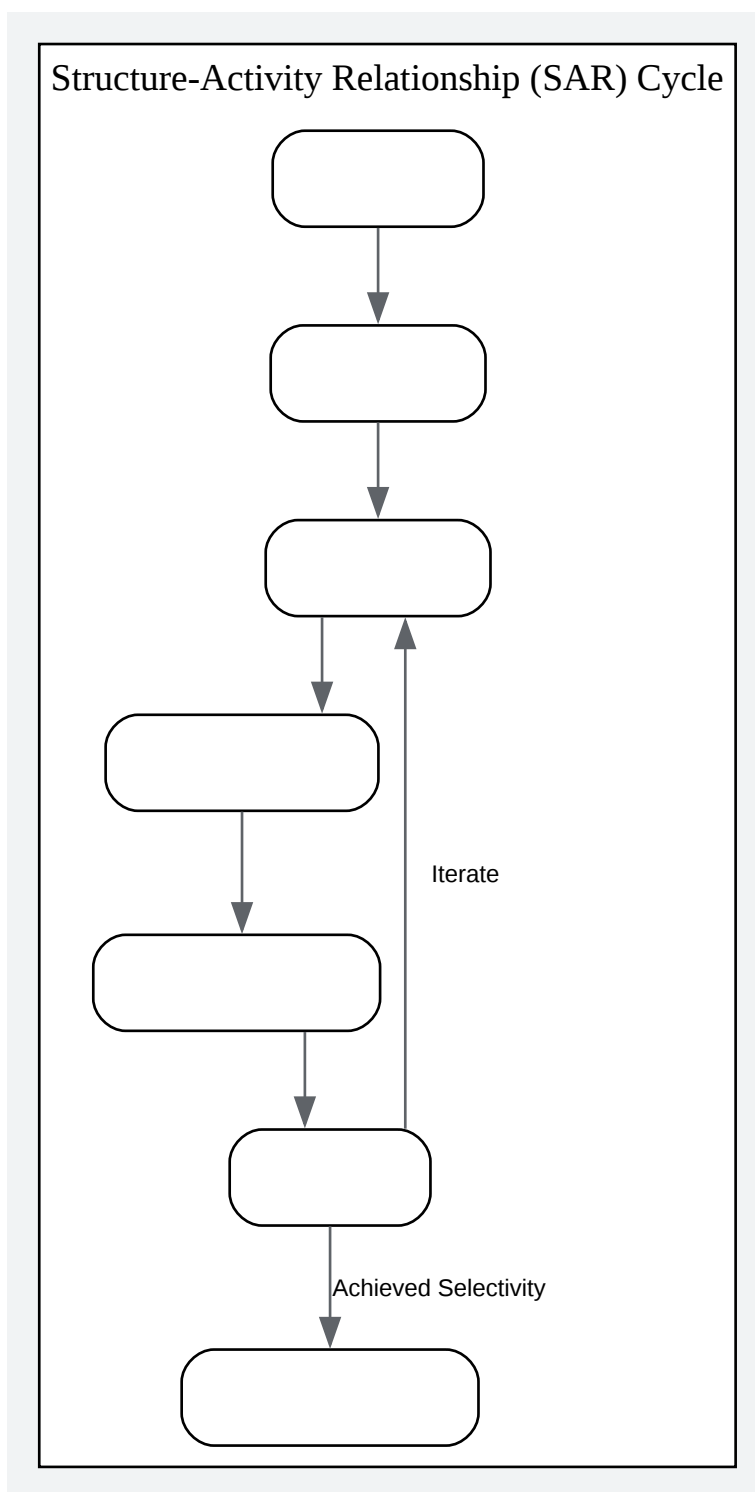 Structure-Activity Relationship (SAR) Cycle
Iterate
Achieved Selectivity